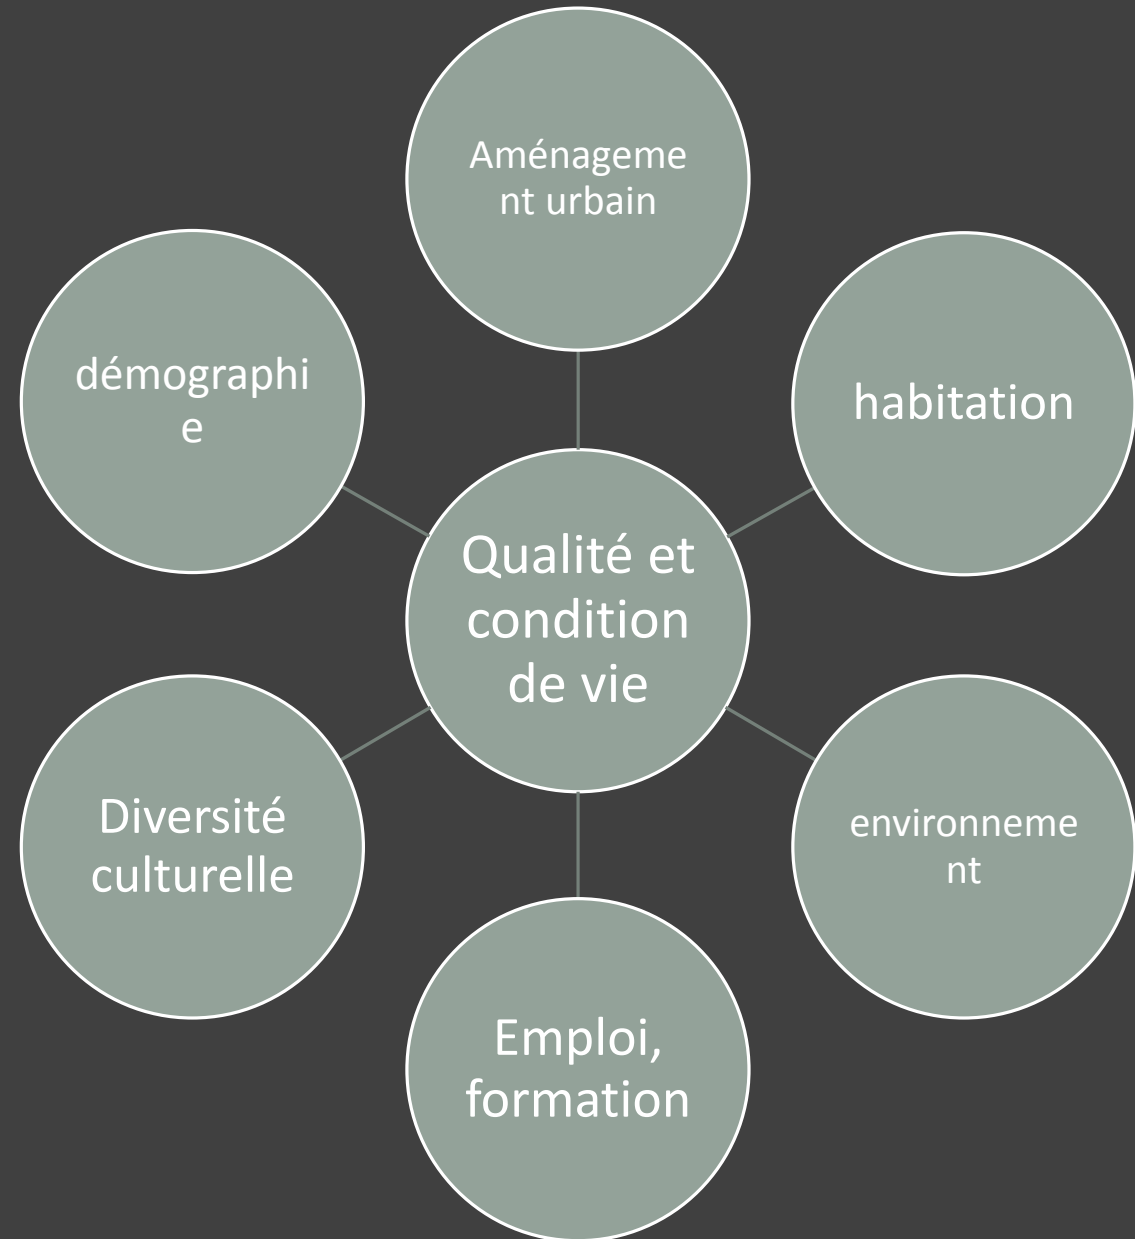 Aménageme
nt urbain
habitation
environneme
nt
Emploi,
formation
Diversité
culturelle
démographi
e
Qualité et
condition
de vie